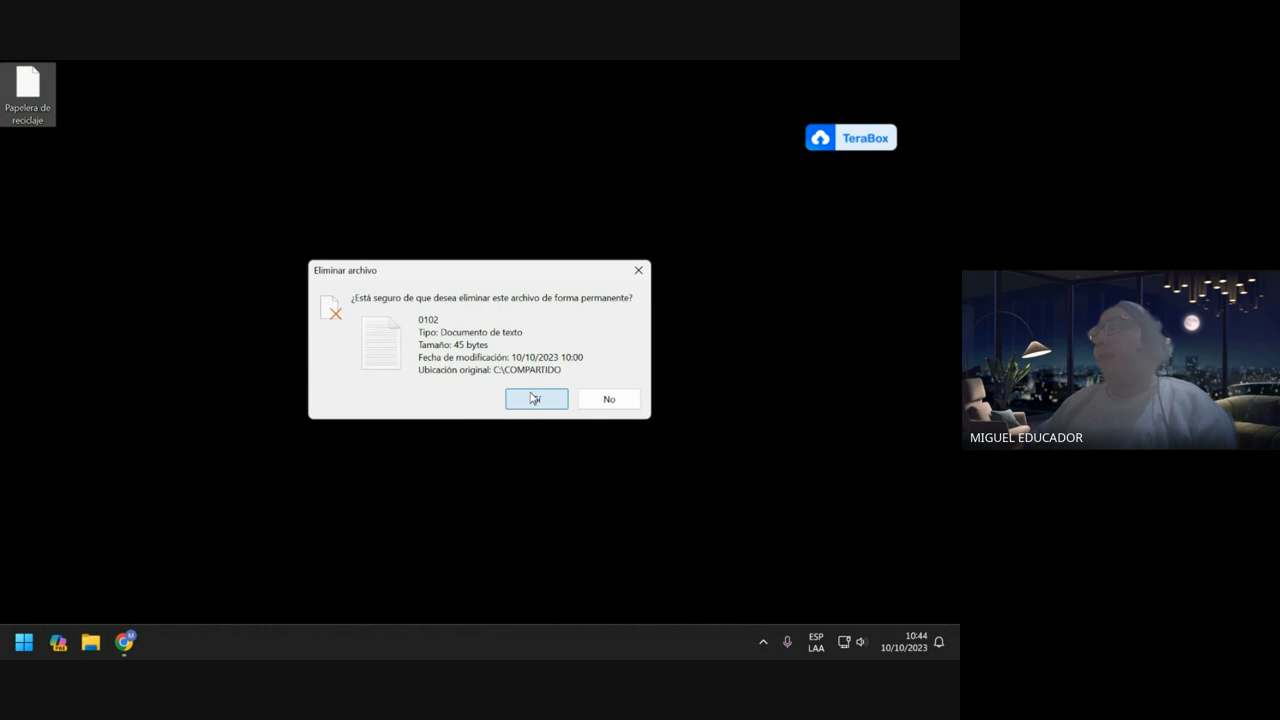 Papelera de
reciclaje
TeraBox
Eliminar archivo
¿Está seguro de que desea eliminar este archivo de forma permanente?
0102
Tipo: Documento de texto
Tamaño: 45 bytes
Fecha de modificación: 10/10/2023 10:00
Ubicación original: C:\COMPARTIDO
No
MIGUEL EDUCADOR
ESP
LAA
10:44
10/10/2023